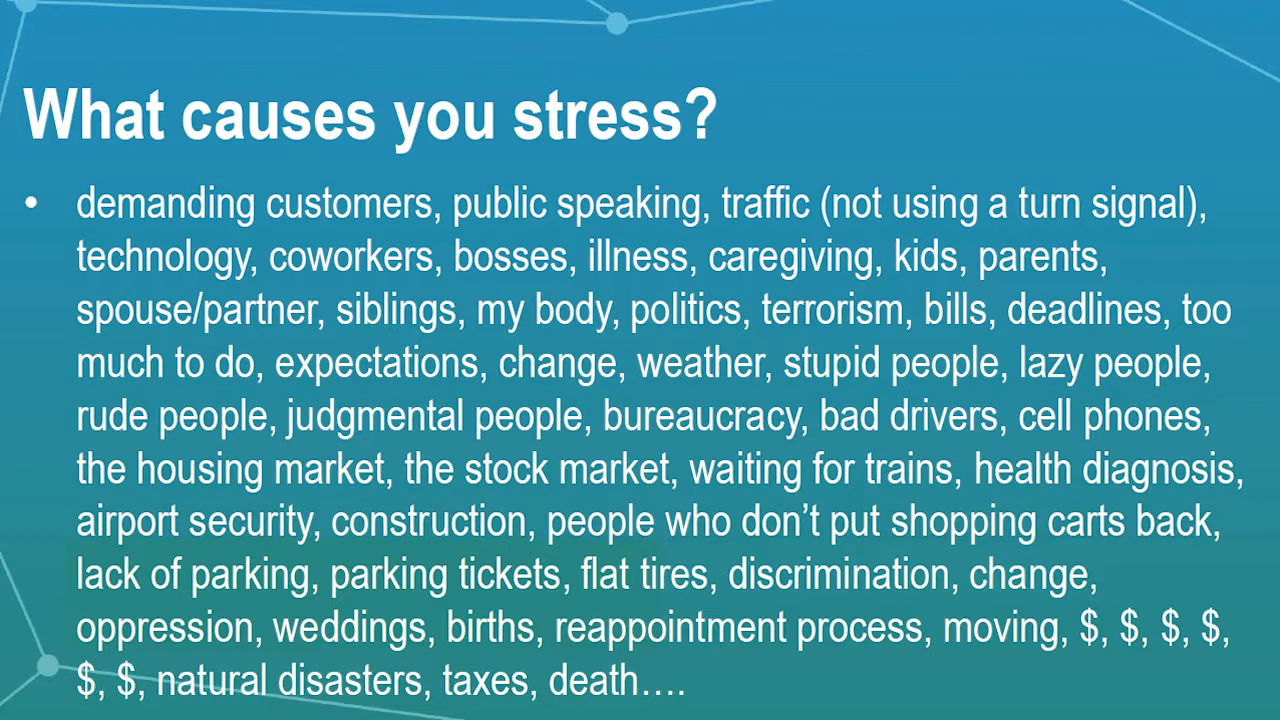 What causes you stress?
• demanding customers, public speaking, traffic (not using a turn signal),
technology, coworkers, bosses, illness, caregiving, kids, parents,
spouse/partner, siblings, my body, politics, terrorism, bills, deadlines, too
much to do, expectations, change, weather, stupid people, lazy people,
rude people, judgmental people, bureaucracy, bad drivers, cell phones,
the housing market, the stock market, waiting for trains, health diagnosis,
airport security, construction, people who don’t put shopping carts back,
lack of parking, parking tickets, flat tires, discrimination, change,
oppression, weddings, births, reappointment process, moving, $, $, $, $,
$, $, natural disasters, taxes, death….